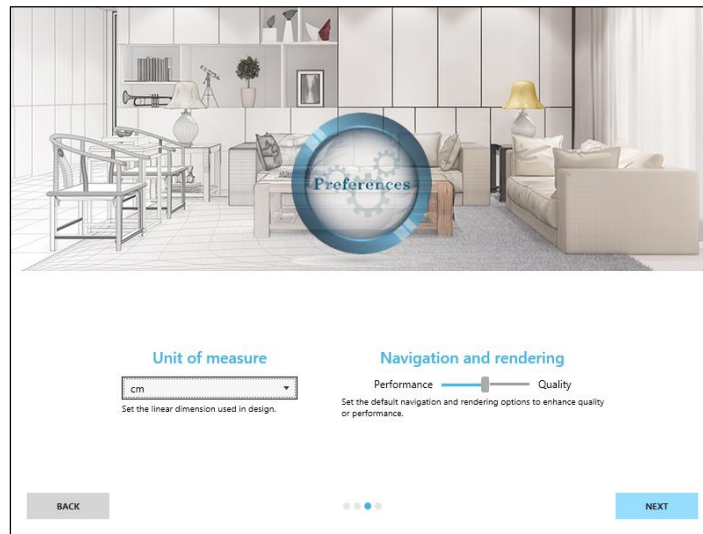 Preferences
Unit of measure
cm
Set the linear dimension used in design.
Navigation and rendering
Performance Quality
Set the default navigation and rendering options to enhance quality
or performance.
BACK
NEXT